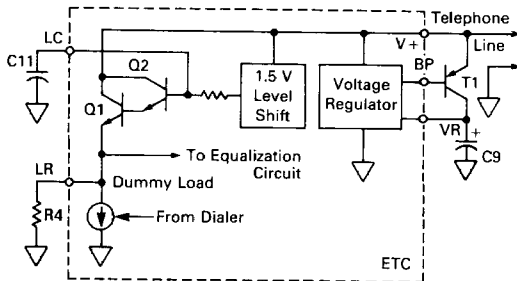 ETC
Telephone
Line
LC
V+
C11
Q2
BP
T1
1.5 V
Level
Shift
Voltage
Regulator
Q1
VR
+
C9
To Equalization
Circuit
LR
Dummy Load
R4
From Dialer